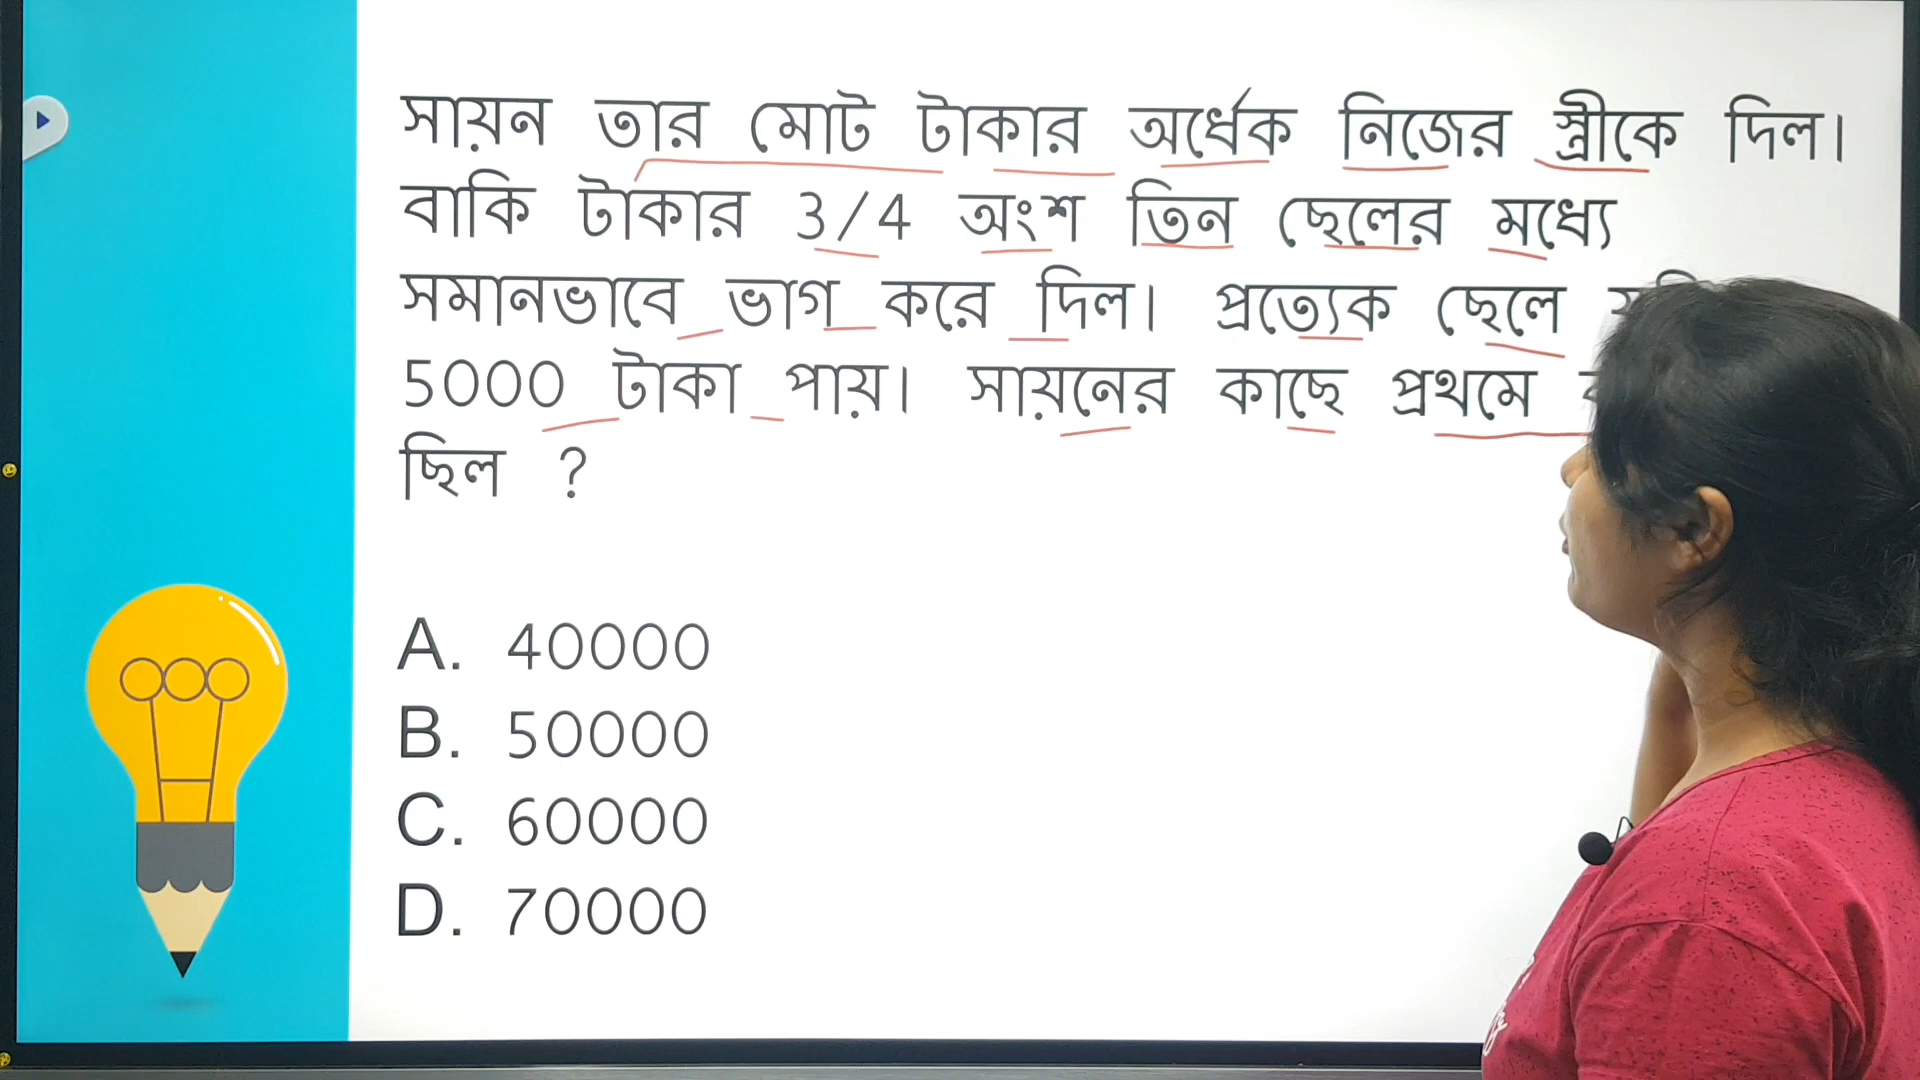 সায়ন তার মোট টাকার অর্ধেক নিজের স্ত্রীকে দিল।
বাকি টাকার 3/4 অংশ তিন ছেলের মধ্যে
সমানভাবে ভাগ করে দিল। প্রত্যেক ছেলে
5000 টাকা পায়। সায়নের কাছে প্রথমে
ছিল ?
A. 40000
B. 50000
C. 60000
D. 70000